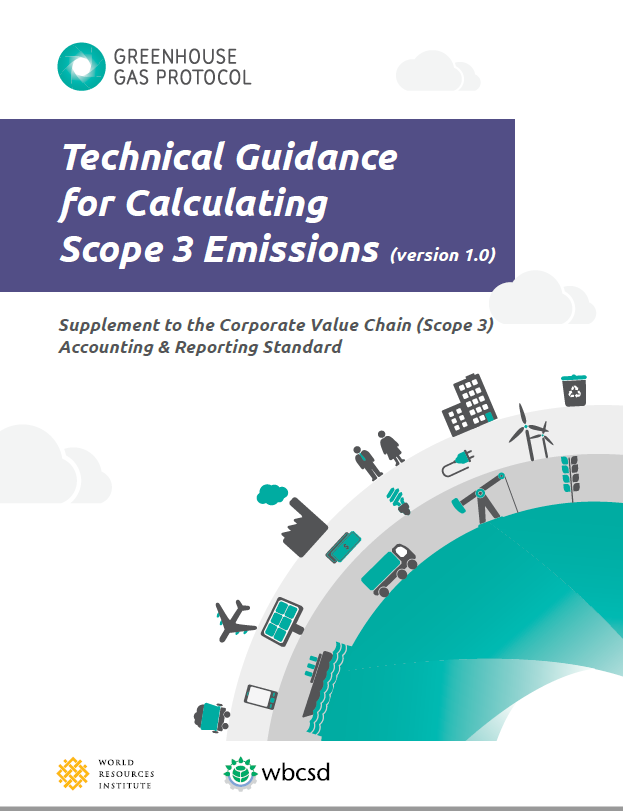 GREENHOUSE
GAS PROTOCOL
Technical Guidance
for Calculating
Scope 3 Emissions (version 1.0)
Supplement to the Corporate Value Chain (Scope 3)
Accounting & Reporting Standard
WORLD
RESOURCES
INSTITUTE
wbcsd